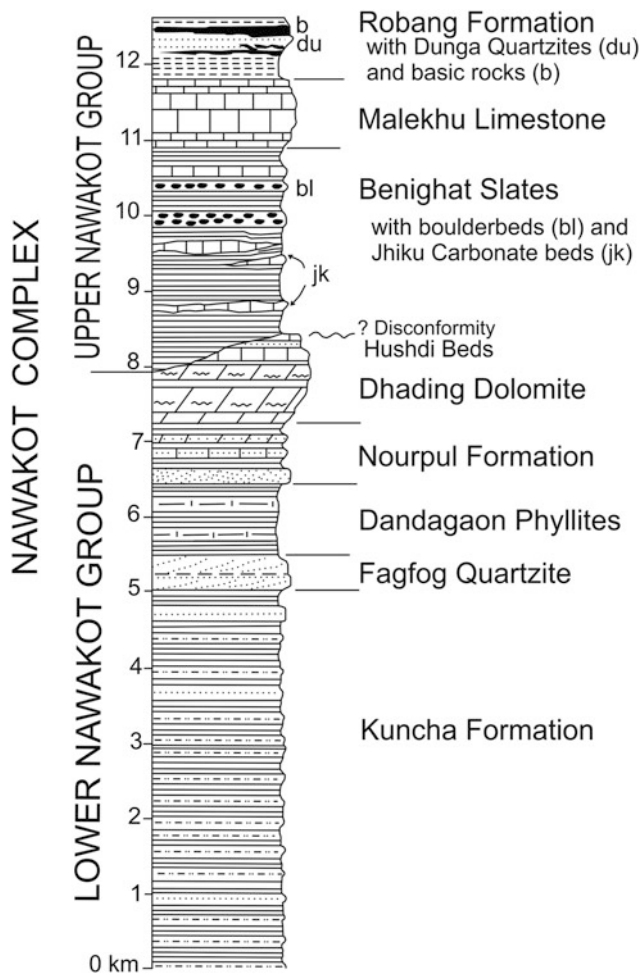 NAWAKOT COMPLEX
UPPER NAWAKOT GROUP
LOWER NAWAKOT GROUP
12
11
10
9
8
7
6
5
4
3
2
1
0 km
b
du
bl
jk
Robang Formation
with Dunga Quartzites (du)
and basic rocks (b)
Malekhu Limestone
Benighat Slates
with boulderbeds (bl) and
Jhiku Carbonate beds (jk)
? Disconformity
Hushdi Beds
Dhading Dolomite
Nourpul Formation
Dandagaon Phyllites
Fagfog Quartzite
Kuncha Formation